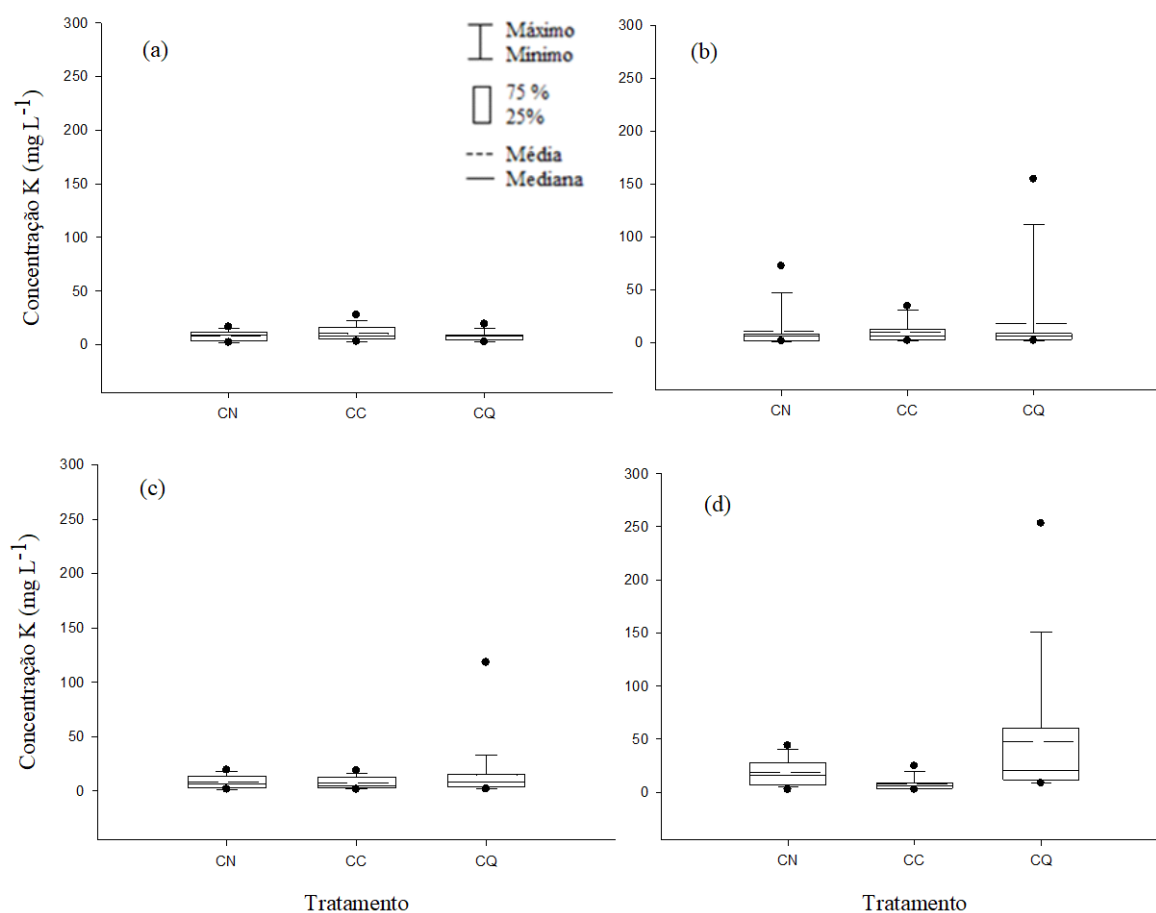 (a)
Máximo
Minimo
75 %
25%
Média
Mediana
Concentração K (mg L-1)
300
250
200
150
100
50
0
CN
CC
CQ
(b)
300
250
200
150
100
50
0
CN
CC
CQ
(c)
Concentração K (mg L-1)
300
250
200
150
100
50
0
CN
CC
CQ
Tratamento
(d)
300
250
200
150
100
50
0
CN
CC
CQ
Tratamento